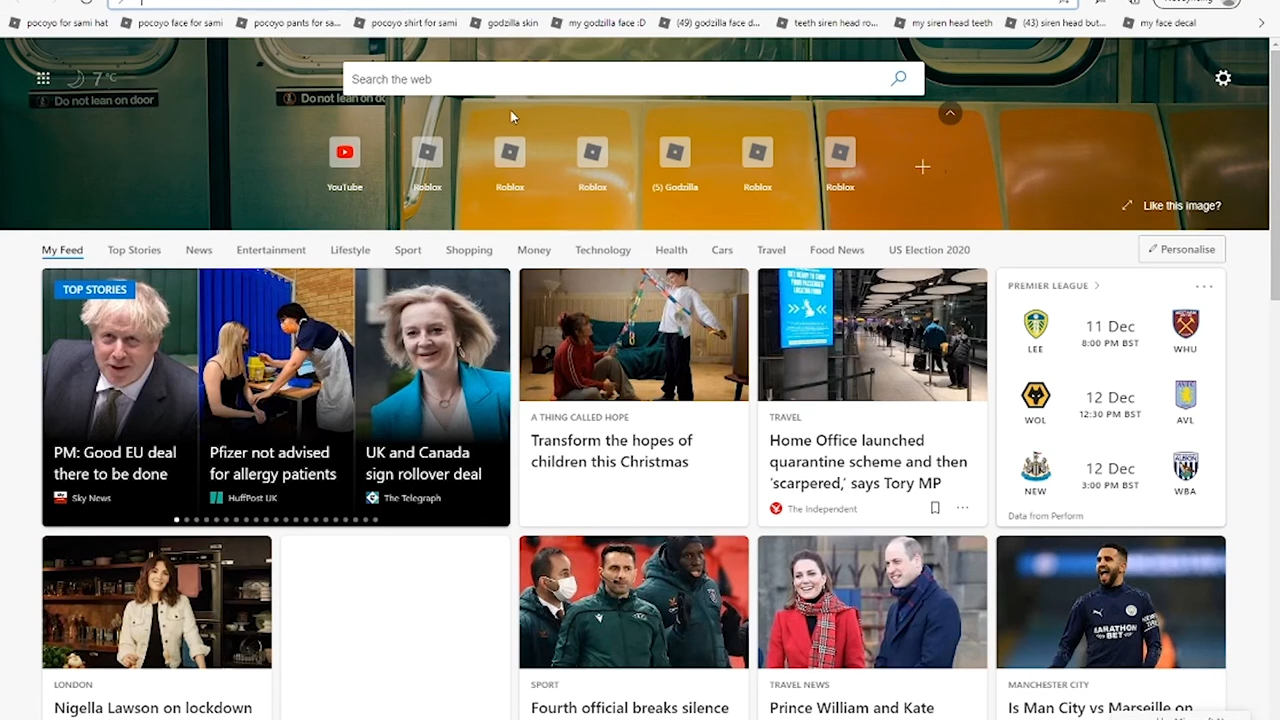 pocoyo for sami hat
pocoyo face for sami
pocoyo pants for sa...
pocoyo shirt for sami
godzilla skin
my godzilla face :D
(49) godzilla face d...
teeth siren head ro...
my siren head teeth
(43) siren head but...
my face decal
7 °C
Search the web
Do not lean on door
Do not lean on do
YouTube
Roblox
Roblox
Roblox
(5) Godzilla
Roblox
Roblox
Like this image?
My Feed
Top Stories
News
Entertainment
Lifestyle
Sport
Shopping
Money
Technology
Health
Cars
Travel
Food News
US Election 2020
Personalise
TOP STORIES
PM: Good EU deal
there to be done
Sky News
Pfizer not advised
for allergy patients
HuffPost UK
UK and Canada
sign rollover deal
The Telegraph
A THING CALLED HOPE
Transform the hopes of
children this Christmas
TRAVEL
Home Office launched
quarantine scheme and then
'scarpered,' says Tory MP
The Independent
PREMIER LEAGUE
LEE
11 Dec
8:00 PM BST
WHU
WOL
12 Dec
12:30 PM BST
AVL
NEW
12 Dec
3:00 PM BST
WBA
Data from Perform
LONDON
Nigella Lawson on lockdown
SPORT
Fourth official breaks silence
TRAVEL NEWS
Prince William and Kate
MARATHON
BET
MANCHESTER CITY
Is Man City vs Marseille on